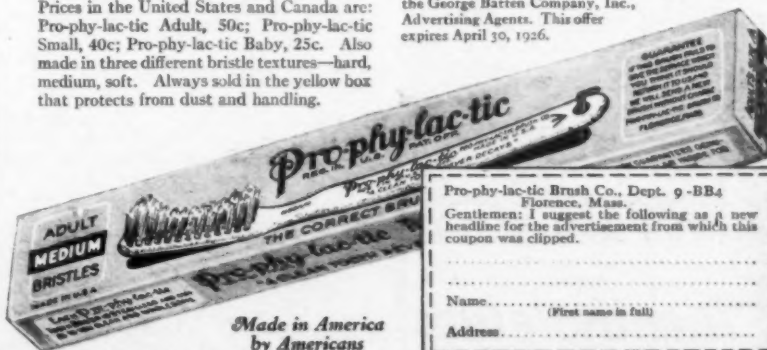 Prices in the United States and Canada are:
Pro-phy-lac-tic Adult, 50c; Pro-phy-lac-tic
Small, 40c; Pro-phy-lac-tic Baby, 25c. Also
made in three different bristle textures—hard,
medium, soft. Always sold in the yellow box
that protects from dust and handling.
the George Batten Company, Inc.,
Advertising Agents. This offer
expires April 30, 1926.
GUARANTEE
Pro-phy-lac-tic
REG. IN U.S. PAT. OFF.
THE CORRECT BRU
ADULT
MEDIUM
BRISTLES
MADE IN U.S.A
Pro-phy-lac-tic
Made in America
by Americans
Pro-phy-lac-tic Brush Co., Dept. 9-BB4
Florence, Mass.
Gentlemen: I suggest the following as a new
headline for the advertisement from which this
coupon was clipped.
Name
(First name in full)
Address